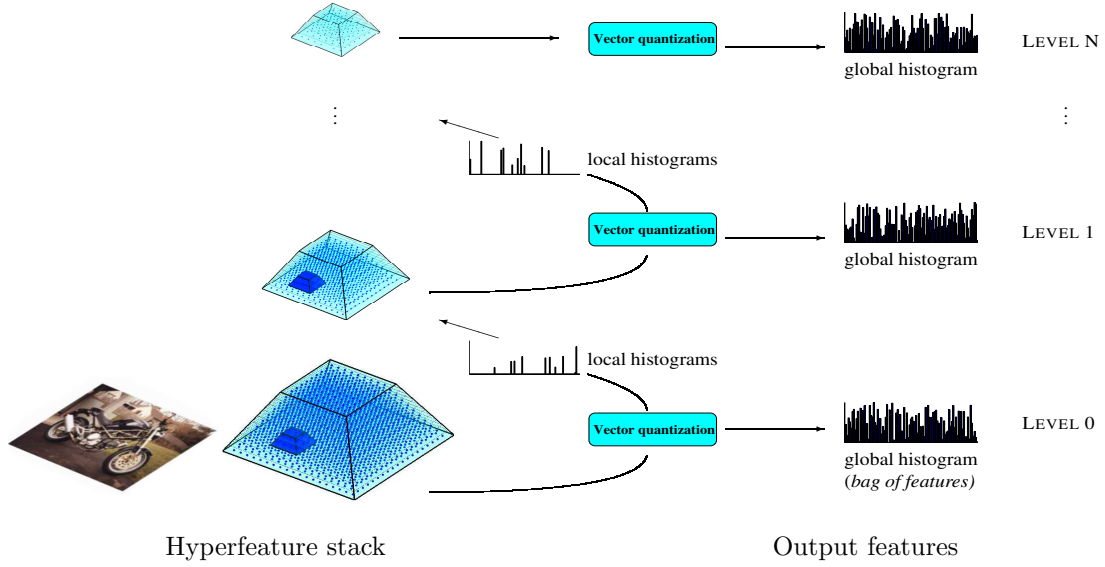 Vector quantization
global histogram
LEVEL N
⋮
⋮
local histograms
Vector quantization
global histogram
LEVEL 1
local histograms
Vector quantization
global histogram
(bag of features)
LEVEL 0
Hyperfeature stack
Output features